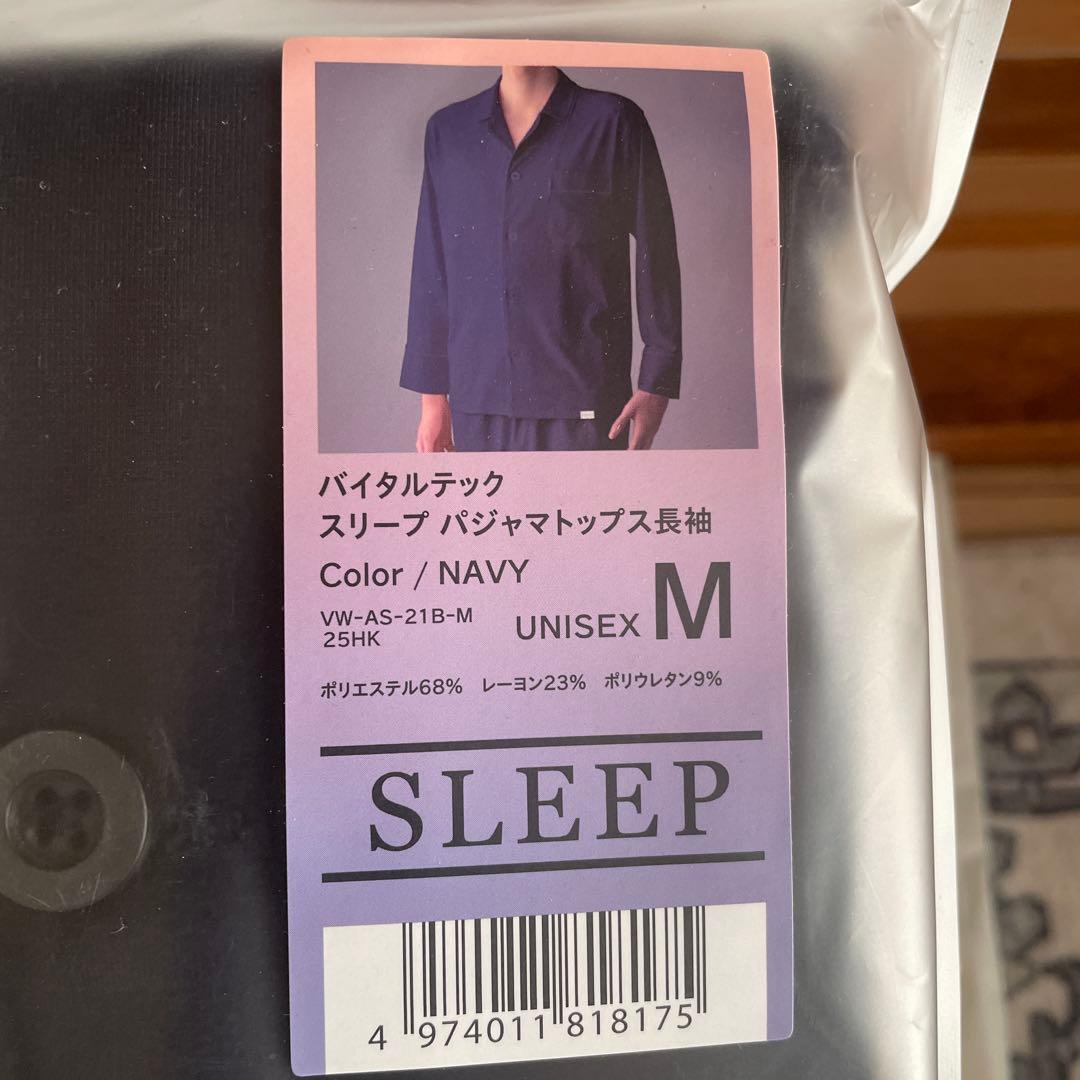 バイタルテック
スリープ パジャマトップス長袖
Color / NAVY
VW-AS-21B-M
25HK
UNISEX M
ポリエステル68% レーヨン23% ポリウレタン9%
SLEEP
4 974011 818175